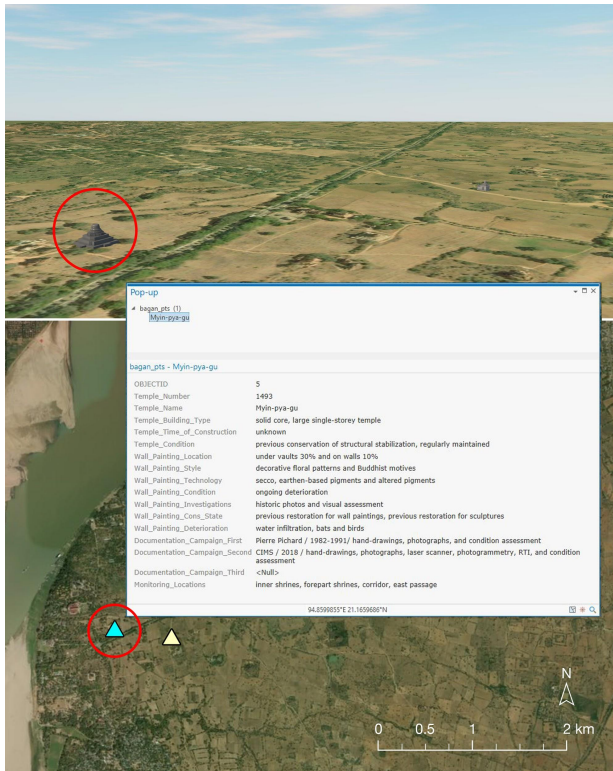 Pop-up
bagan_pts (1)
Myin-pya-gu
bagan_pts - Myin-pya-gu
OBJECTID 5
Temple_Number 1493
Temple_Name Myin-pya-gu
Temple_Building_Type solid core, large single-storey temple
Temple_Time_of_Construction unknown
Temple_Condition previous conservation of structural stabilization, regularly maintained
Wall_Painting_Location under vaults 30% and on walls 10%
Wall_Painting_Style decorative floral patterns and Buddhist motives
Wall_Painting_Technology secco, earthen-based pigments and altered pigments
Wall_Painting_Condition ongoing deterioration
Wall_Painting_Investigations historic photos and visual assessment
Wall_Painting_Cons_State previous restoration for wall paintings, previous restoration for sculptures
Wall_Painting_Deterioration water infiltration, bats and birds
Documentation_Campaign_First Pierre Pichard / 1982-1991/ hand-drawings, photographs, and condition assessment
Documentation_Campaign_Second CIMS / 2018 / hand-drawings, photographs, laser scanner, photogrammetry, RTI, and condition
assessment
Documentation_Campaign_Third <Null>
Monitoring_Locations inner shrines, forepart shrines, corridor, east passage
94.8599855°E 21.1659686°N
N
0 0.5 1 2 km